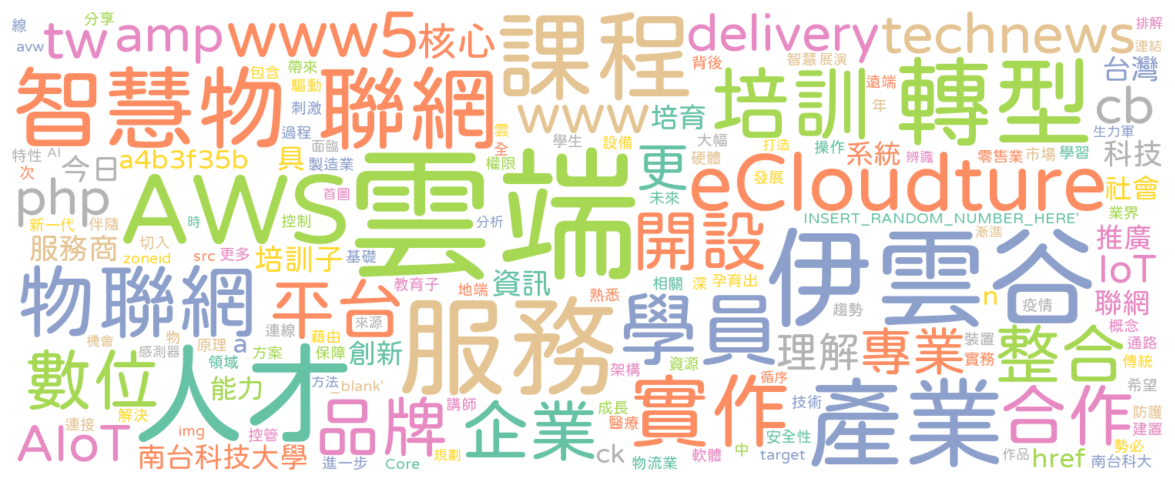 線 分享 tw amp www5 核心 課程 delivery technews 排解
avw 帶來 背後 智慧 展演 遠端 台灣 連結
智慧物 聯網 包含 驅動 刺激 www 培育 培訓 轉型 年 cb 生力軍
特性 AI 今日 a4b3f35b 具 過程 面臨 雲 學生 設備 大幅 打造 操作 系統 辨識 零售業 市場 學習 科技
次 製造業 全 權限 更 硬體 發展 eCloudture 社會
php AWS 雲端 首圖 未來 INSERT_RANDOM_NUMBER_HERE' 業界
新一代 伴隨 時 控制 分析 開設 漸進 推廣
服務商 切入 zoneid src 更多 培訓子 基礎 伊雲谷 IoT
物聯網 平台 教育子 地端 資訊 熟悉 相關 深 孕育出 趨勢 n 疫情 聯網
a 連線 來源 服務 學員 理解 專業 裝置 整合 概念
機會 物 感測器 原理 藉由 保障 創新 實務 通路
數位 人才 領域 方案 能力 方法 _blank' 架構 資源 循序 傳統
連接 解決 品牌 講師 企業 成長 實作 技術 產業 合作 希望
AIoT img 控管 醫療 安全性 防護 建置
南台科技大學 進一步 Core 規劃 ck 物流業 軟體 中 target 作品 href 勢必 南台科大